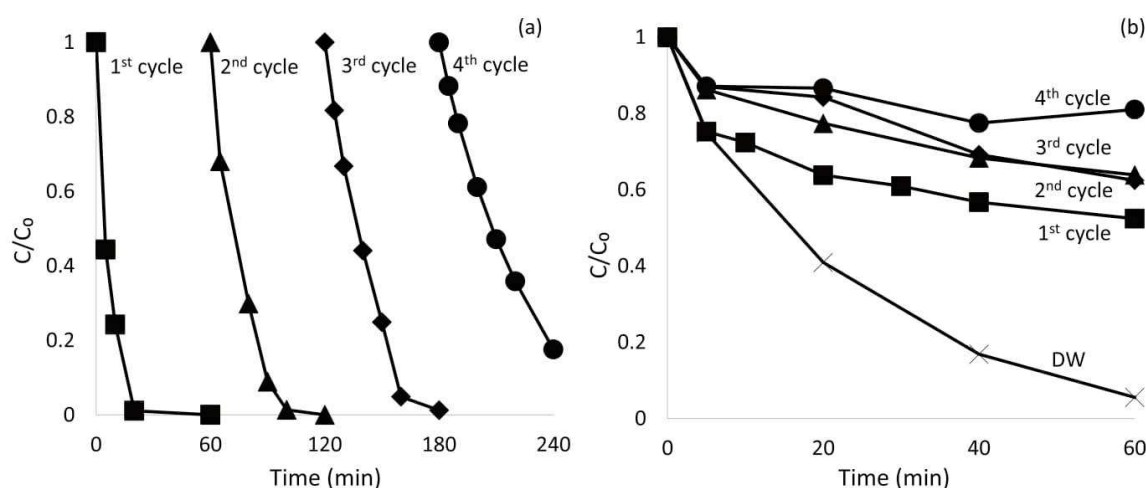 (a)
1
1st cycle
2nd cycle
3rd cycle
4th cycle
0.8
0.6
C/C₀
0.4
0.2
0
0 60 120 180 240
Time (min)
(b)
1
4th cycle
0.8
3rd cycle
0.6
2nd cycle
1st cycle
C/C₀
0.4
0.2
DW
0
0 20 40 60
Time (min)